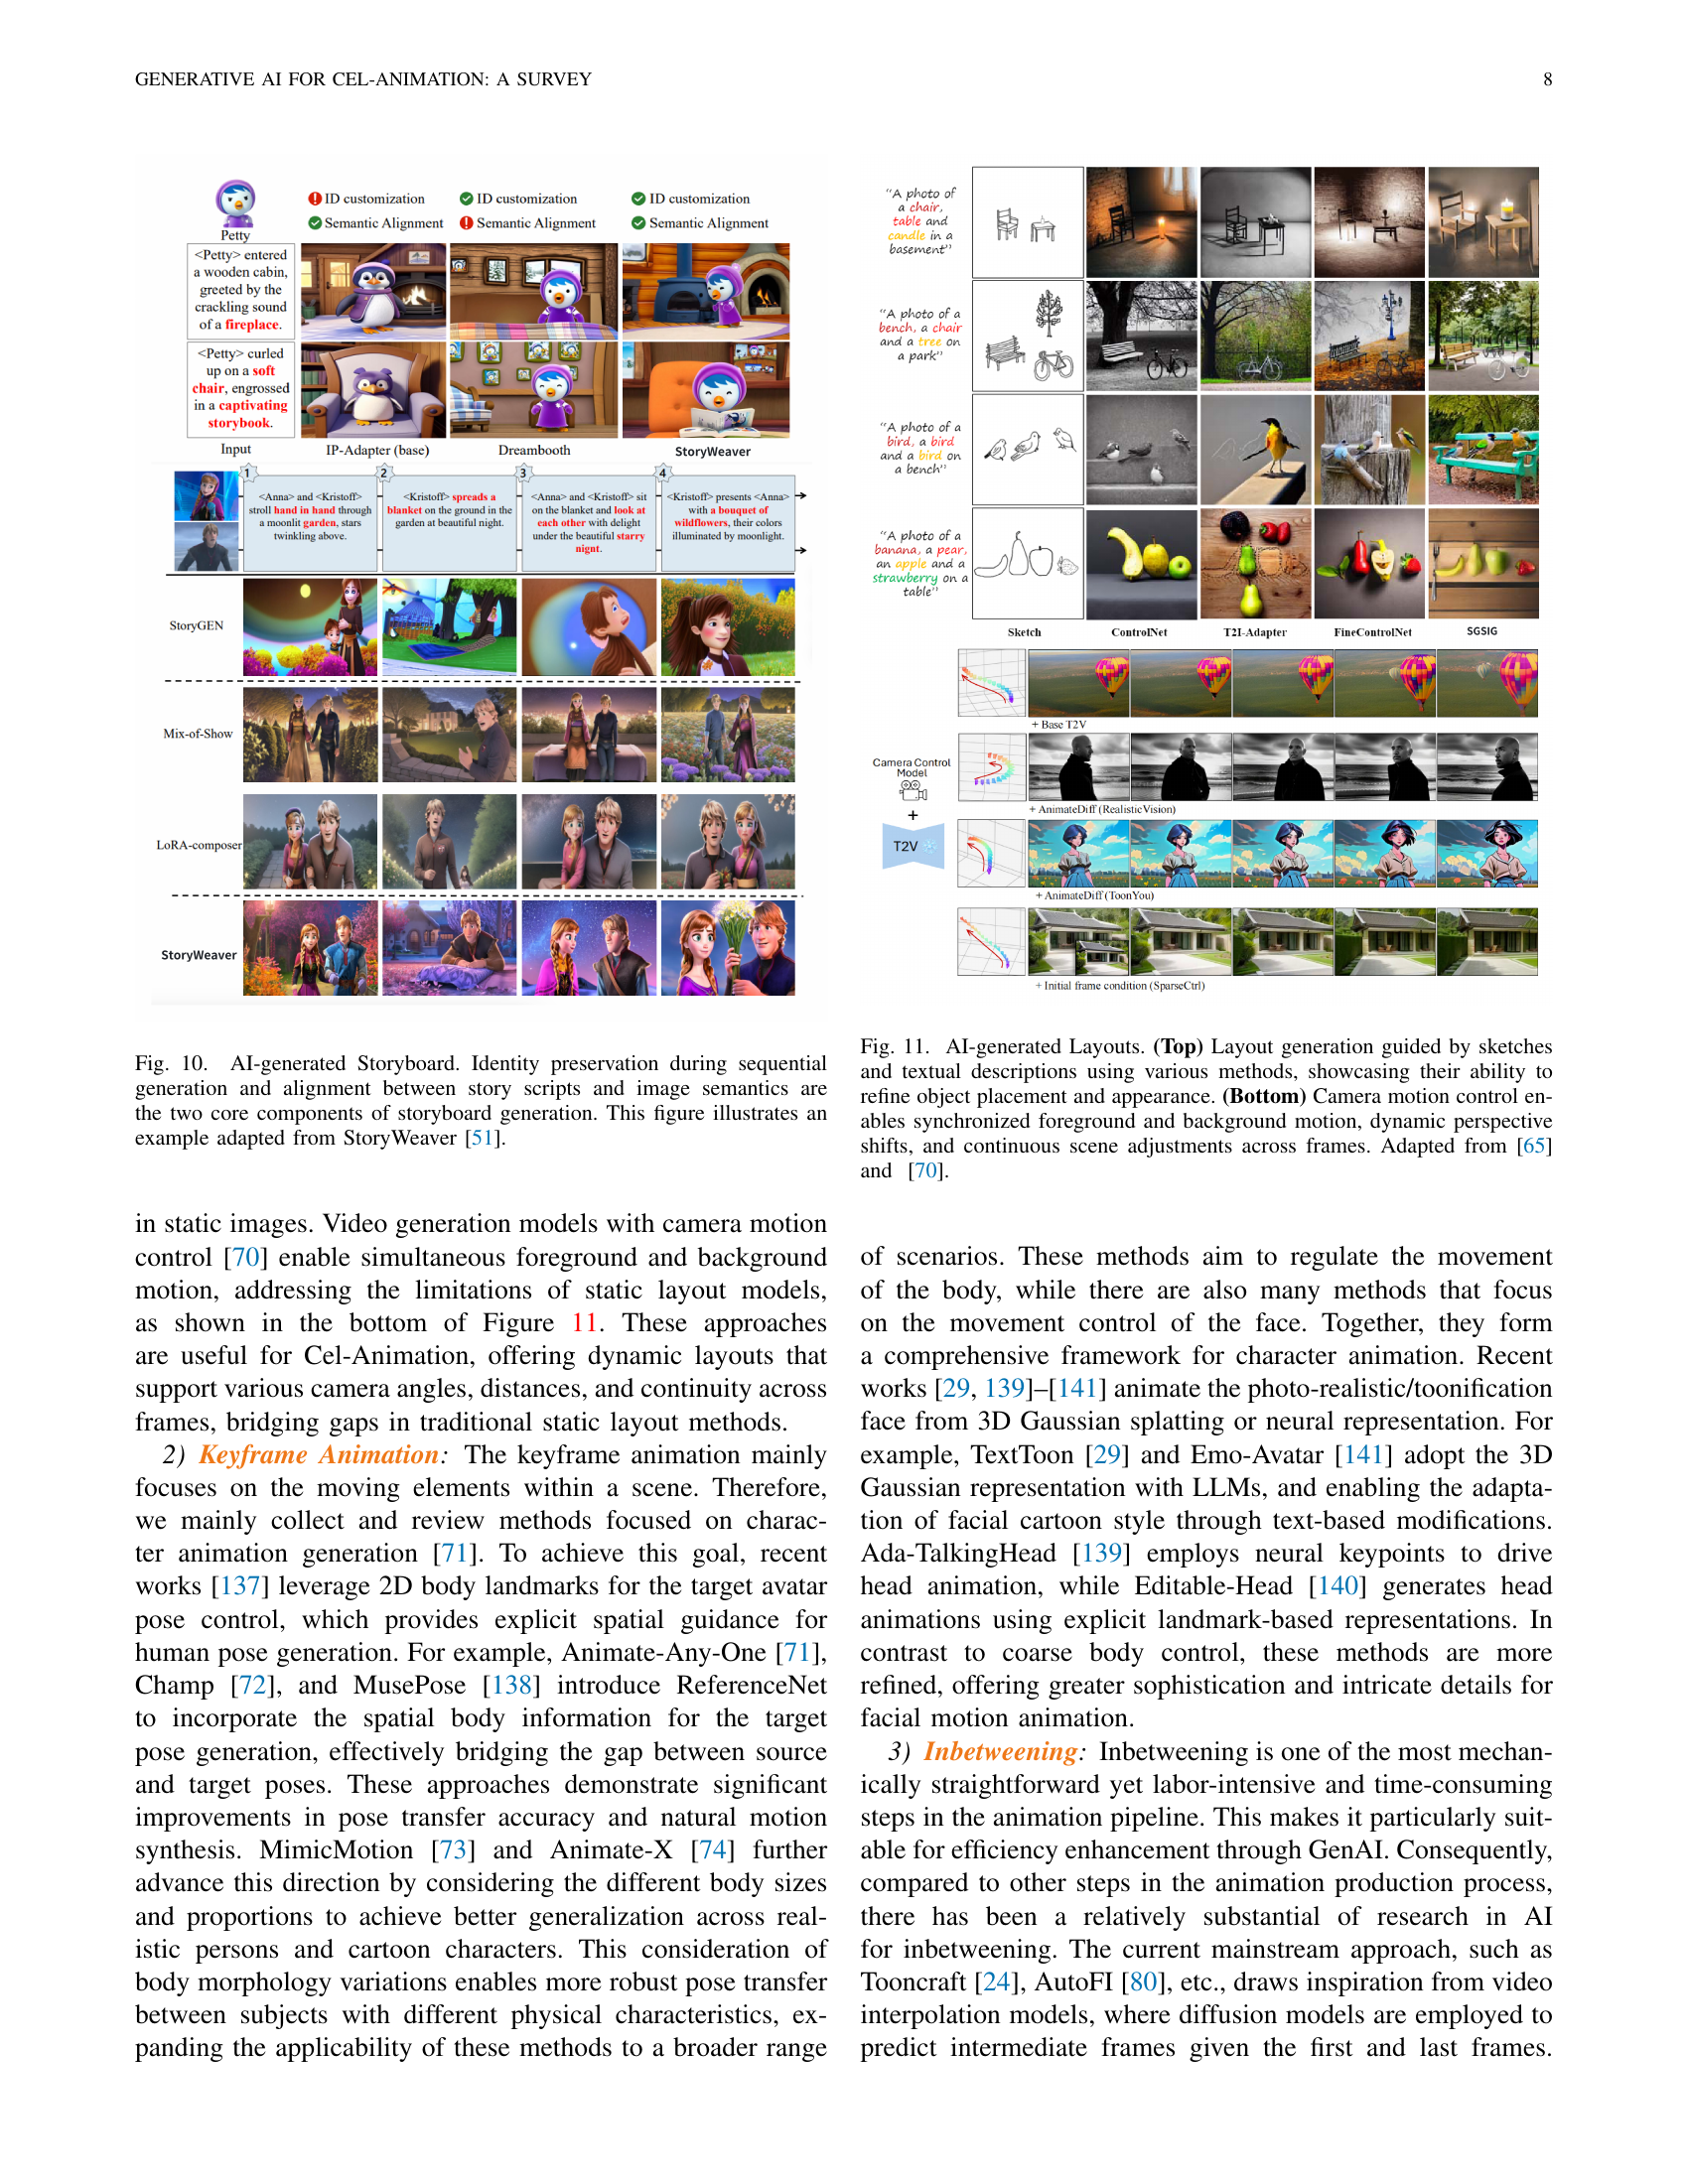 GENERATIVE AI FOR CEL-ANIMATION: A SURVEY
8
Petty
ID customization
Semantic Alignment
ID customization
Semantic Alignment
ID customization
Semantic Alignment
<Petty> entered
a wooden cabin,
greeted by the
crackling sound
of a fireplace.
<Petty> curled
up on a soft
chair, engrossed
in a captivating
storybook.
Input
IP-Adapter (base)
Dreambooth
StoryWeaver
1
2
3
4
<Anna> and <Kristoff>
stroll hand in hand through
a moonlit garden, stars
twinkling above.
<Kristoff> spreads a
blanket on the ground in the
garden at beautiful night.
<Anna> and <Kristoff> sit
on the blanket and look at
each other with delight
under the beautiful starry
nignt.
<Kristoff> presents <Anna>
with a bouquet of
wildflowers, their colors
illuminated by moonlight.
StoryGEN
Mix-of-Show
LoRA-composer
StoryWeaver
Fig. 10. AI-generated Storyboard. Identity preservation during sequential
generation and alignment between story scripts and image semantics are
the two core components of storyboard generation. This figure illustrates an
example adapted from StoryWeaver [51].
in static images. Video generation models with camera motion
control [70] enable simultaneous foreground and background
motion, addressing the limitations of static layout models,
as shown in the bottom of Figure 11. These approaches
are useful for Cel-Animation, offering dynamic layouts that
support various camera angles, distances, and continuity across
frames, bridging gaps in traditional static layout methods.
2) Keyframe Animation: The keyframe animation mainly
focuses on the moving elements within a scene. Therefore,
we mainly collect and review methods focused on charac-
ter animation generation [71]. To achieve this goal, recent
works [137] leverage 2D body landmarks for the target avatar
pose control, which provides explicit spatial guidance for
human pose generation. For example, Animate-Any-One [71],
Champ [72], and MusePose [138] introduce ReferenceNet
to incorporate the spatial body information for the target
pose generation, effectively bridging the gap between source
and target poses. These approaches demonstrate significant
improvements in pose transfer accuracy and natural motion
synthesis. MimicMotion [73] and Animate-X [74] further
advance this direction by considering the different body sizes
and proportions to achieve better generalization across real-
istic persons and cartoon characters. This consideration of
body morphology variations enables more robust pose transfer
between subjects with different physical characteristics, ex-
panding the applicability of these methods to a broader range
"A photo of
a chair,
table and
candle in a
basement"
"A photo of a
bench, a chair
and a tree on
a park"
"A photo of a
bird, a bird
and a bird on
a bench"
"A photo of a
banana, a pear,
an apple and a
strawberry on a
table"
Sketch
ControlNet
T2I-Adapter
FineControlNet
SGSIG
+ Base T2V
Camera Control
Model
+
T2V
+ AnimateDiff (RealisticVision)
+ AnimateDiff (ToonYou)
+ Initial frame condition (SparseCtrl)
Fig. 11. AI-generated Layouts. (Top) Layout generation guided by sketches
and textual descriptions using various methods, showcasing their ability to
refine object placement and appearance. (Bottom) Camera motion control en-
ables synchronized foreground and background motion, dynamic perspective
shifts, and continuous scene adjustments across frames. Adapted from [65]
and [70].
of scenarios. These methods aim to regulate the movement
of the body, while there are also many methods that focus
on the movement control of the face. Together, they form
a comprehensive framework for character animation. Recent
works [29, 139]–[141] animate the photo-realistic/toonification
face from 3D Gaussian splatting or neural representation. For
example, TextToon [29] and Emo-Avatar [141] adopt the 3D
Gaussian representation with LLMs, and enabling the adapta-
tion of facial cartoon style through text-based modifications.
Ada-TalkingHead [139] employs neural keypoints to drive
head animation, while Editable-Head [140] generates head
animations using explicit landmark-based representations. In
contrast to coarse body control, these methods are more
refined, offering greater sophistication and intricate details for
facial motion animation.
3) Inbetweening: Inbetweening is one of the most mechan-
ically straightforward yet labor-intensive and time-consuming
steps in the animation pipeline. This makes it particularly suit-
able for efficiency enhancement through GenAI. Consequently,
compared to other steps in the animation production process,
there has been a relatively substantial of research in AI
for inbetweening. The current mainstream approach, such as
Tooncraft [24], AutoFI [80], etc., draws inspiration from video
interpolation models, where diffusion models are employed to
predict intermediate frames given the first and last frames.